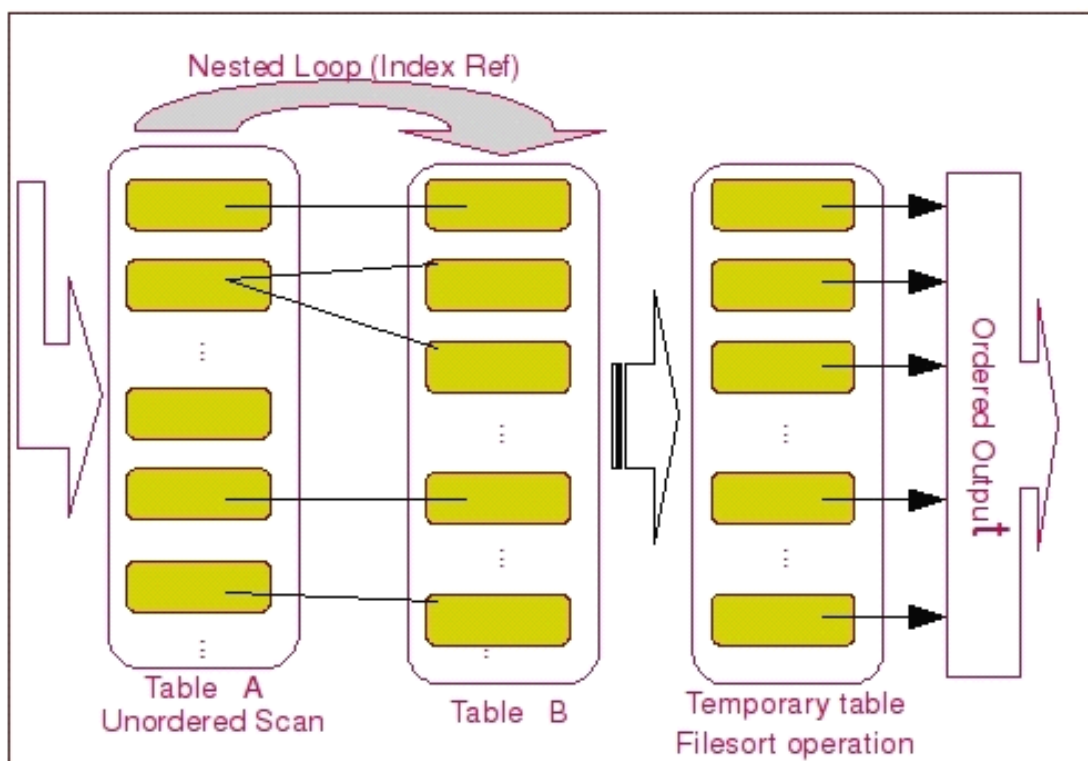 Nested Loop (Index Ref)
Table A
Unordered Scan
Table B
Temporary table
Filesort operation
Ordered Output